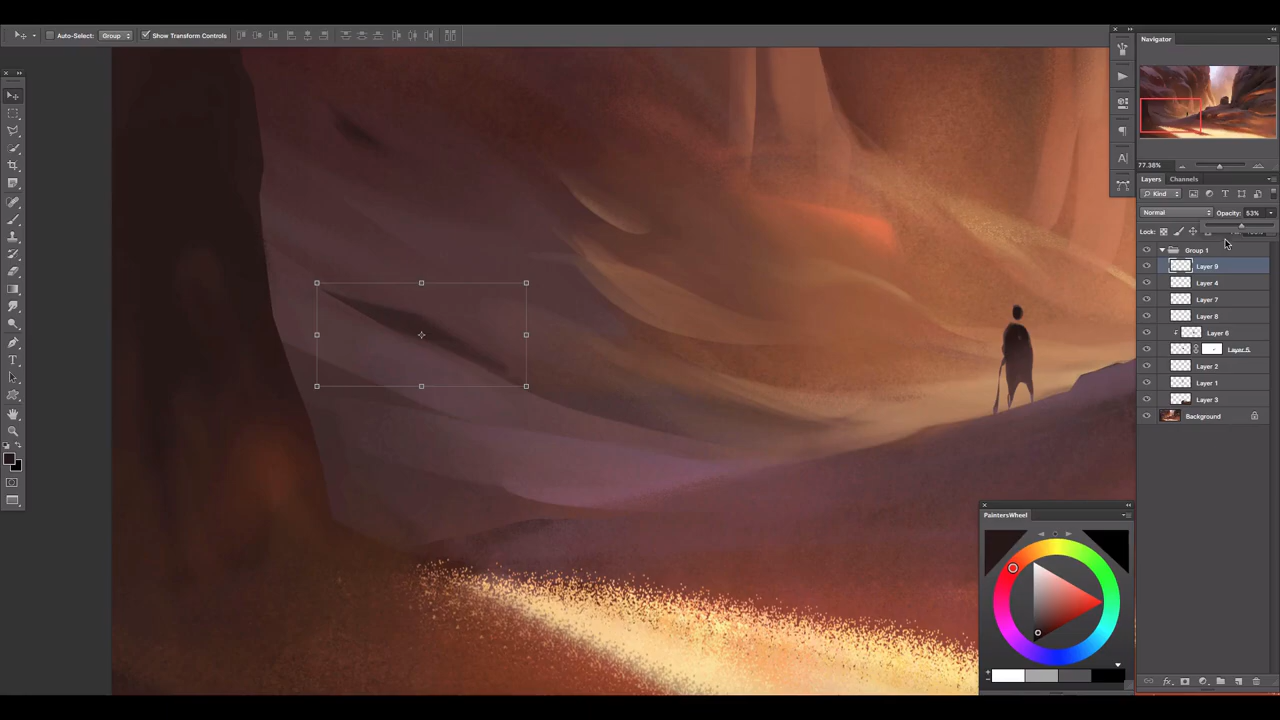 Auto-Select: Group Show Transform Controls
Navigator
77.38%
Layers Channels
Kind
Normal Opacity: 53%
Lock:
Group 1
Layer 9
Layer 4
Layer 7
Layer 8
Layer 6
Layer 5
Layer 2
Layer 1
Layer 3
Background
PaintersWheel